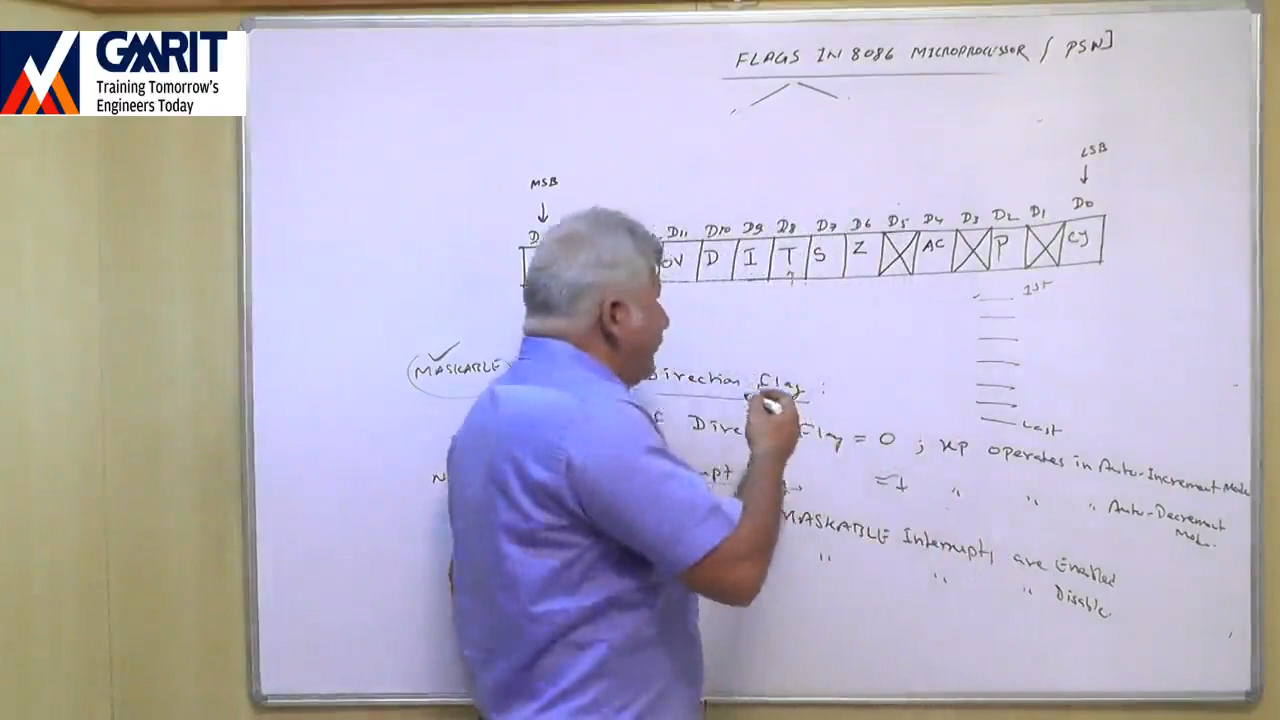 GMRIT
Training Tomorrow's
Engineers Today
FLAGS IN 8086 MICROPROCESSOR / PSW]
MSB
LSB
D11 D10 D9 D8 D7 D6 D5 D4 D3 D2 D1 D0
OV D I T S Z AC P CY
1st
Last
MASKABLE
Direction Flag :
Flag = 0 ; μp operates in Auto-Increment Mode
=1 " " " Auto-Decrement
Mode.
MASKABLE Interrupts are Enabled
" " " Disable